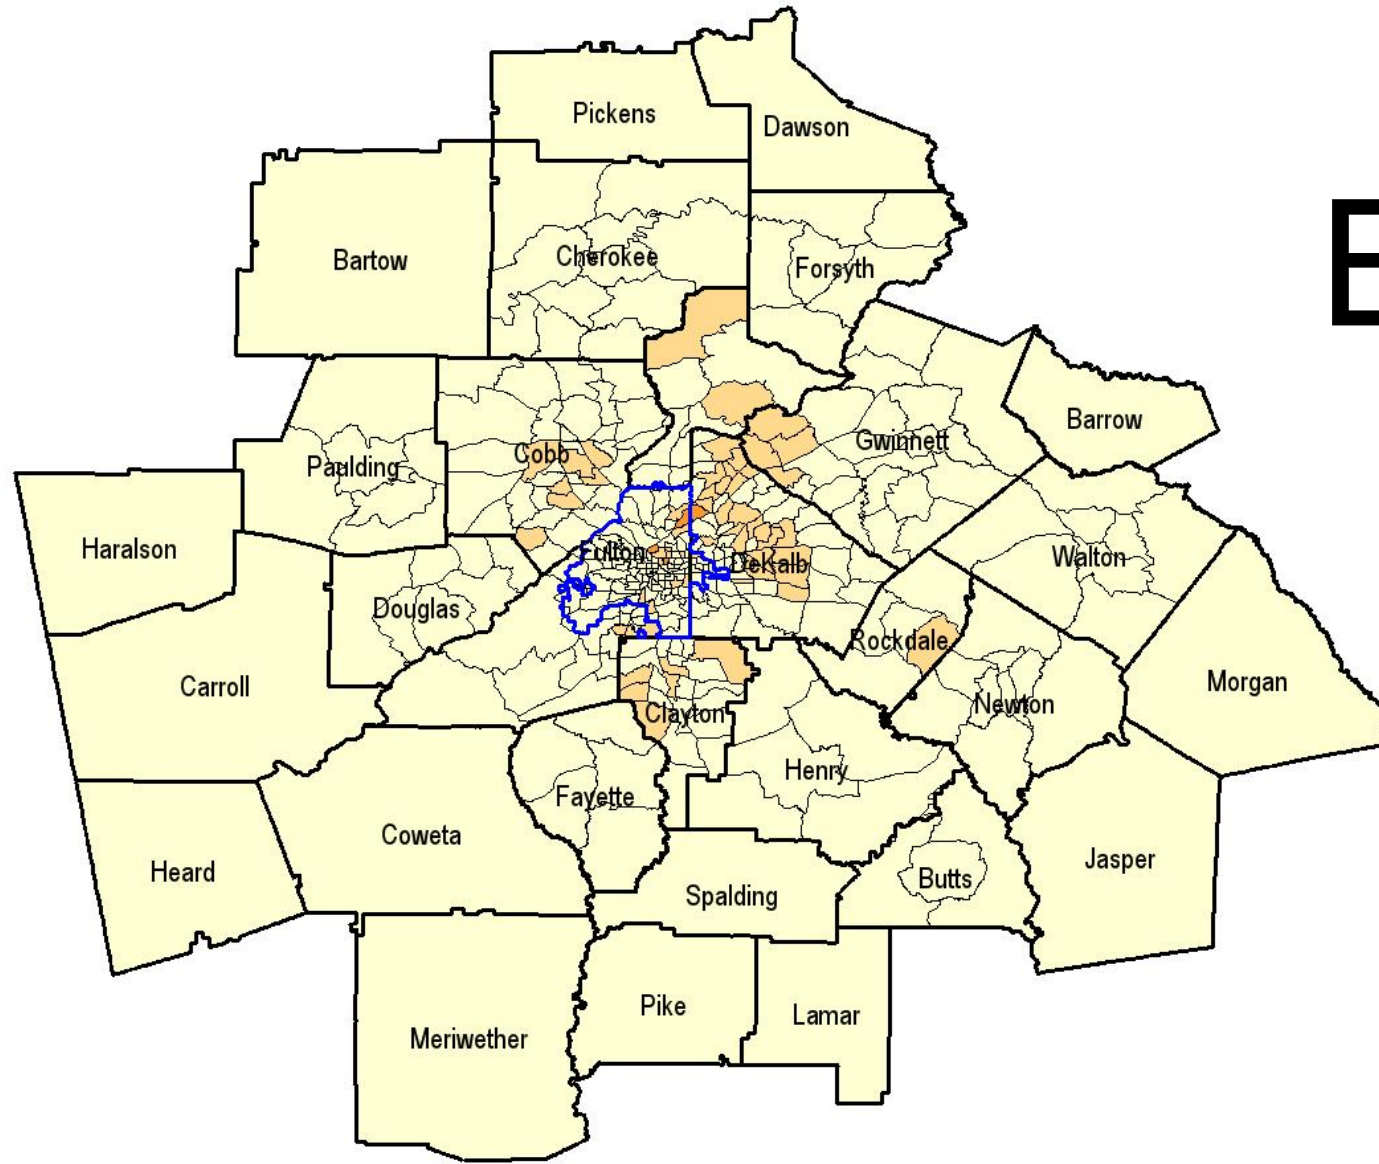 Pickens
Dawson
E
Bartow
Cherokee
Forsyth
Barrow
Gwinnett
Cobb
Paulding
Haralson
Fulton
DeKalb
Walton
Douglas
Rockdale
Carroll
Morgan
Newton
Clayton
Henry
Fayette
Coweta
Jasper
Heard
Butts
Spalding
Pike
Lamar
Meriwether